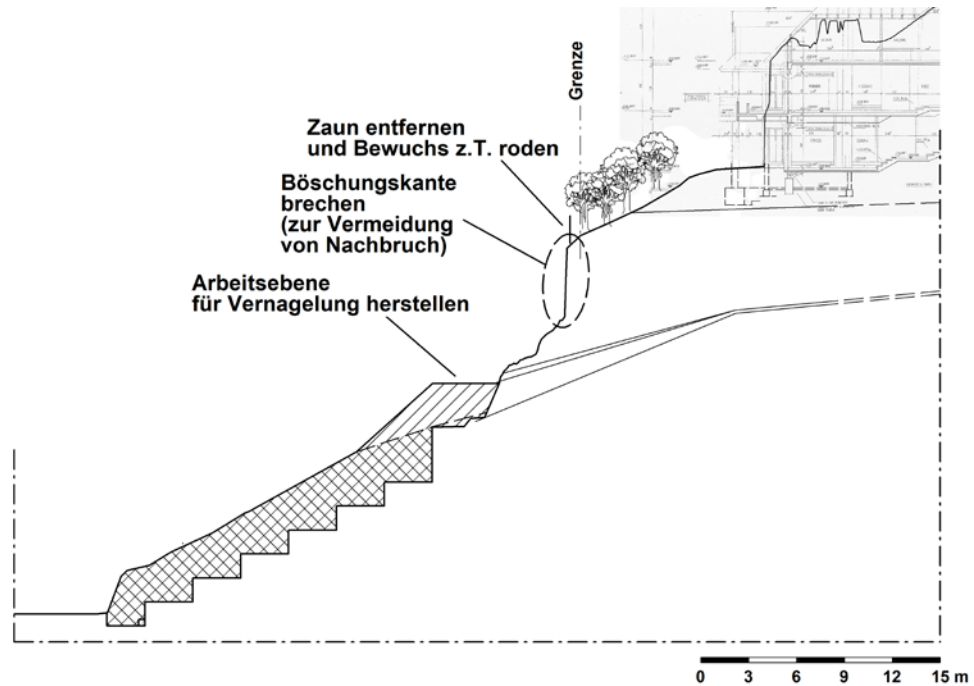 Grenze
Zaun entfernen
und Bewuchs z.T. roden
Böschungskante
brechen
(zur Vermeidung
von Nachbruch)
Arbeitsebene
für Vernagelung herstellen
0 3 6 9 12 15 m